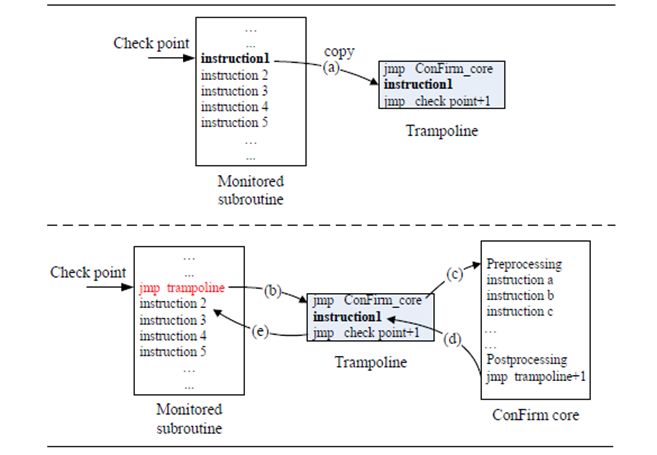 ...
...
Check point
instruction1
instruction 2
instruction 3
instruction 4
instruction 5
...
...
Monitored
subroutine
copy
(a)
jmp ConFirm_core
instruction1
jmp check point+1
Trampoline
...
...
Check point
jmp trampoline
instruction 2
instruction 3
instruction 4
instruction 5
...
...
Monitored
subroutine
(b)
(e)
jmp ConFirm_core
instruction1
jmp check point+1
Trampoline
(c)
(d)
Preprocessing
instruction a
instruction b
instruction c
...
...
Postprocessing
jmp trampoline+1
ConFirm core